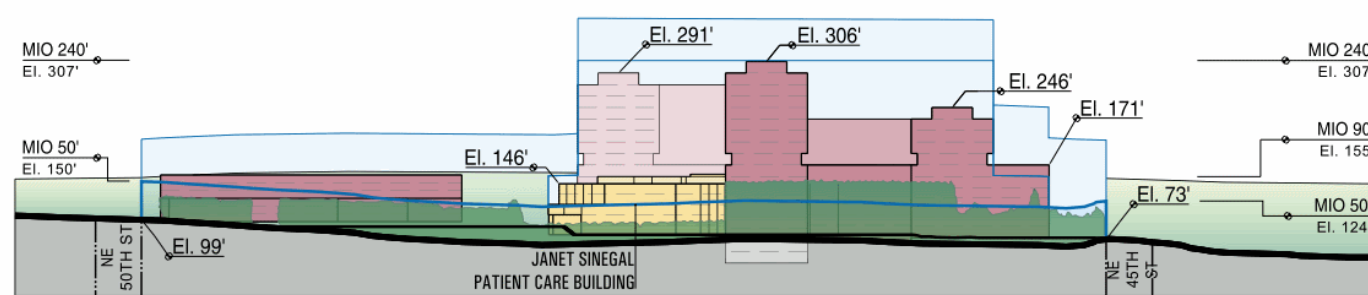 MIO 240'
El. 307'
MIO 50'
El. 150'
NE
50TH ST
El. 99'
El. 146'
El. 291'
El. 306'
El. 246'
El. 171'
El. 73'
JANET SINEGAL
PATIENT CARE BUILDING
NE
45TH
ST
MIO 240
El. 307
MIO 90
El. 155
MIO 50
El. 124